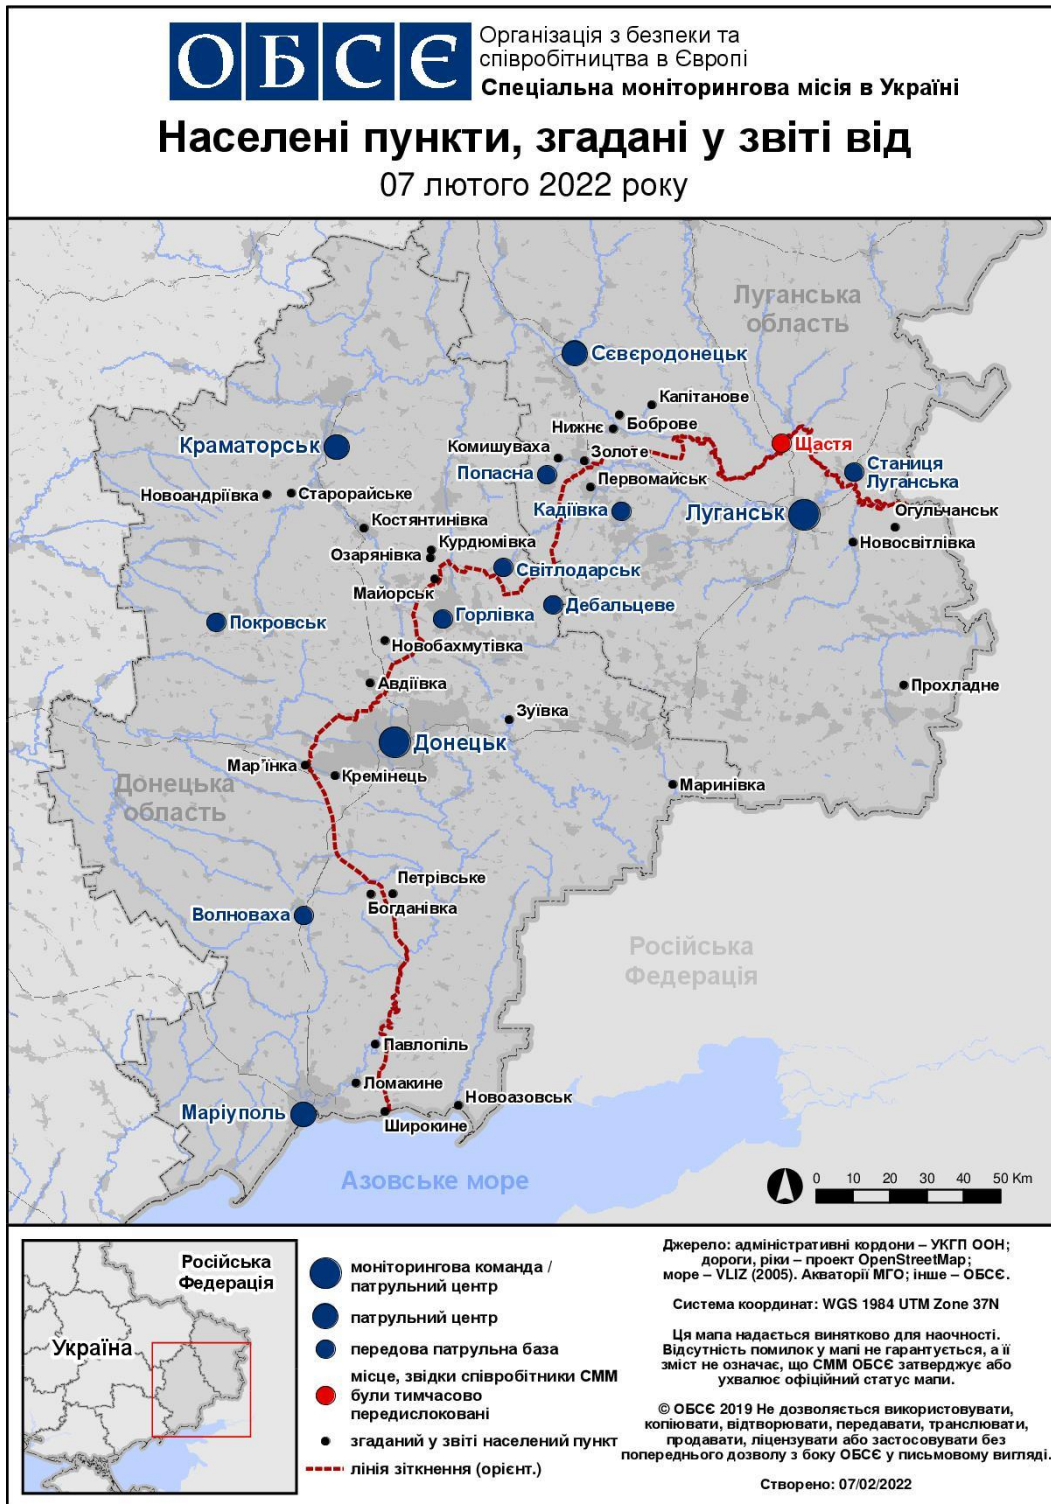 ОБСЄ
Організація з безпеки та
співробітництва в Європі
Спеціальна моніторингова місія в Україні
Населені пункти, згадані у звіті від
07 лютого 2022 року
Луганська
область
Сєвєродонецьк
Капітанове
Боброве
Нижнє
Щастя
Краматорськ
Комишуваха
Золоте
Попасна
Станиця
Луганська
Первомайськ
Новоандріївка
Старорайське
Кадіївка
Луганськ
Огульчанськ
Костянтинівка
Курдюмівка
Новосвітлівка
Озарянівка
Світлодарськ
Майорськ
Дебальцеве
Горлівка
Покровськ
Новобахмутівка
Авдіївка
Прохладне
Зуївка
Донецьк
Мар'їнка
Кремінець
Маринівка
Донецька
область
Петрівське
Богданівка
Волноваха
Російська
Федерація
Павлопіль
Ломакине
Новоазовськ
Маріуполь
Широкине
Азовське море
0 10 20 30 40 50 Km
Російська
Федерація
Україна
моніторингова команда /
патрульний центр
патрульний центр
передова патрульна база
місце, звідки співробітники СММ
були тимчасово
передислоковані
згаданий у звіті населений пункт
лінія зіткнення (орієнт.)
Джерело: адміністративні кордони – УКГП ООН;
дороги, ріки – проект OpenStreetMap;
море – VLIZ (2005). Акваторії МГО; інше – ОБСЄ.
Система координат: WGS 1984 UTM Zone 37N
Ця мапа надається винятково для наочності.
Відсутність помилок у мапі не гарантується, а її
зміст не означає, що СММ ОБСЄ затверджує або
ухвалює офіційний статус мапи.
© ОБСЄ 2019 Не дозволяється використовувати,
копіювати, відтворювати, передавати, транслювати,
продавати, ліцензувати або застосовувати без
попереднього дозволу з боку ОБСЄ у письмовому вигляді.
Створено: 07/02/2022